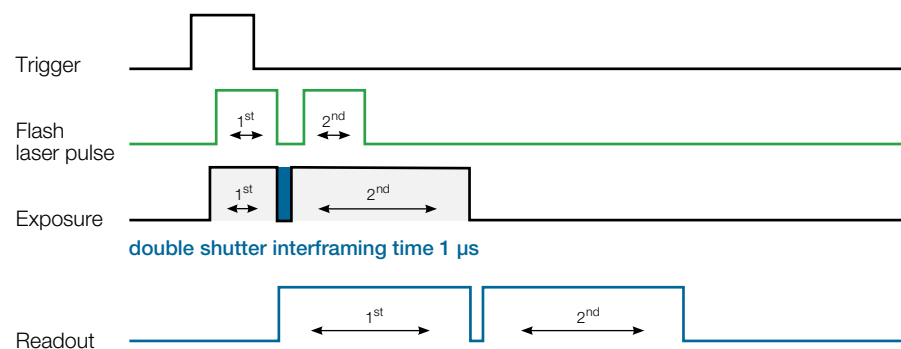 Trigger
1st 2nd
Flash
laser pulse
1st 2nd
Exposure
double shutter interframing time 1 µs
1st 2nd
Readout